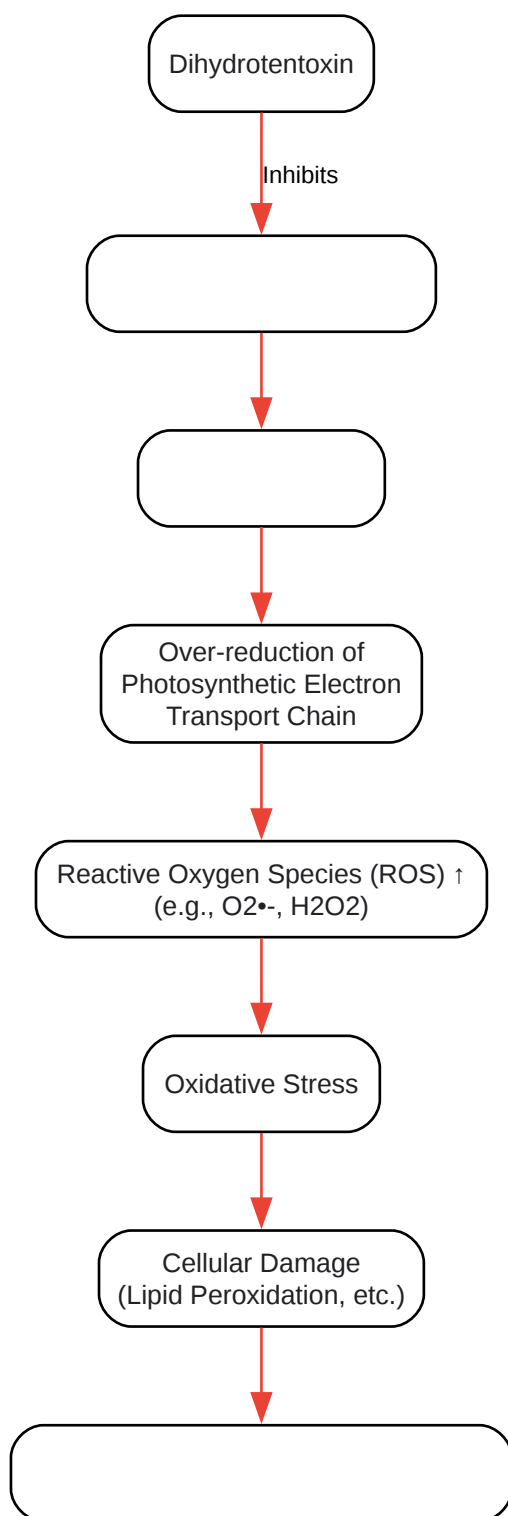 Dihydrotentoxin
Inhibits
Over-reduction of
Photosynthetic Electron
Transport Chain
Reactive Oxygen Species (ROS) ↑
(e.g., O2•-, H2O2)
Oxidative Stress
Cellular Damage
(Lipid Peroxidation, etc.)